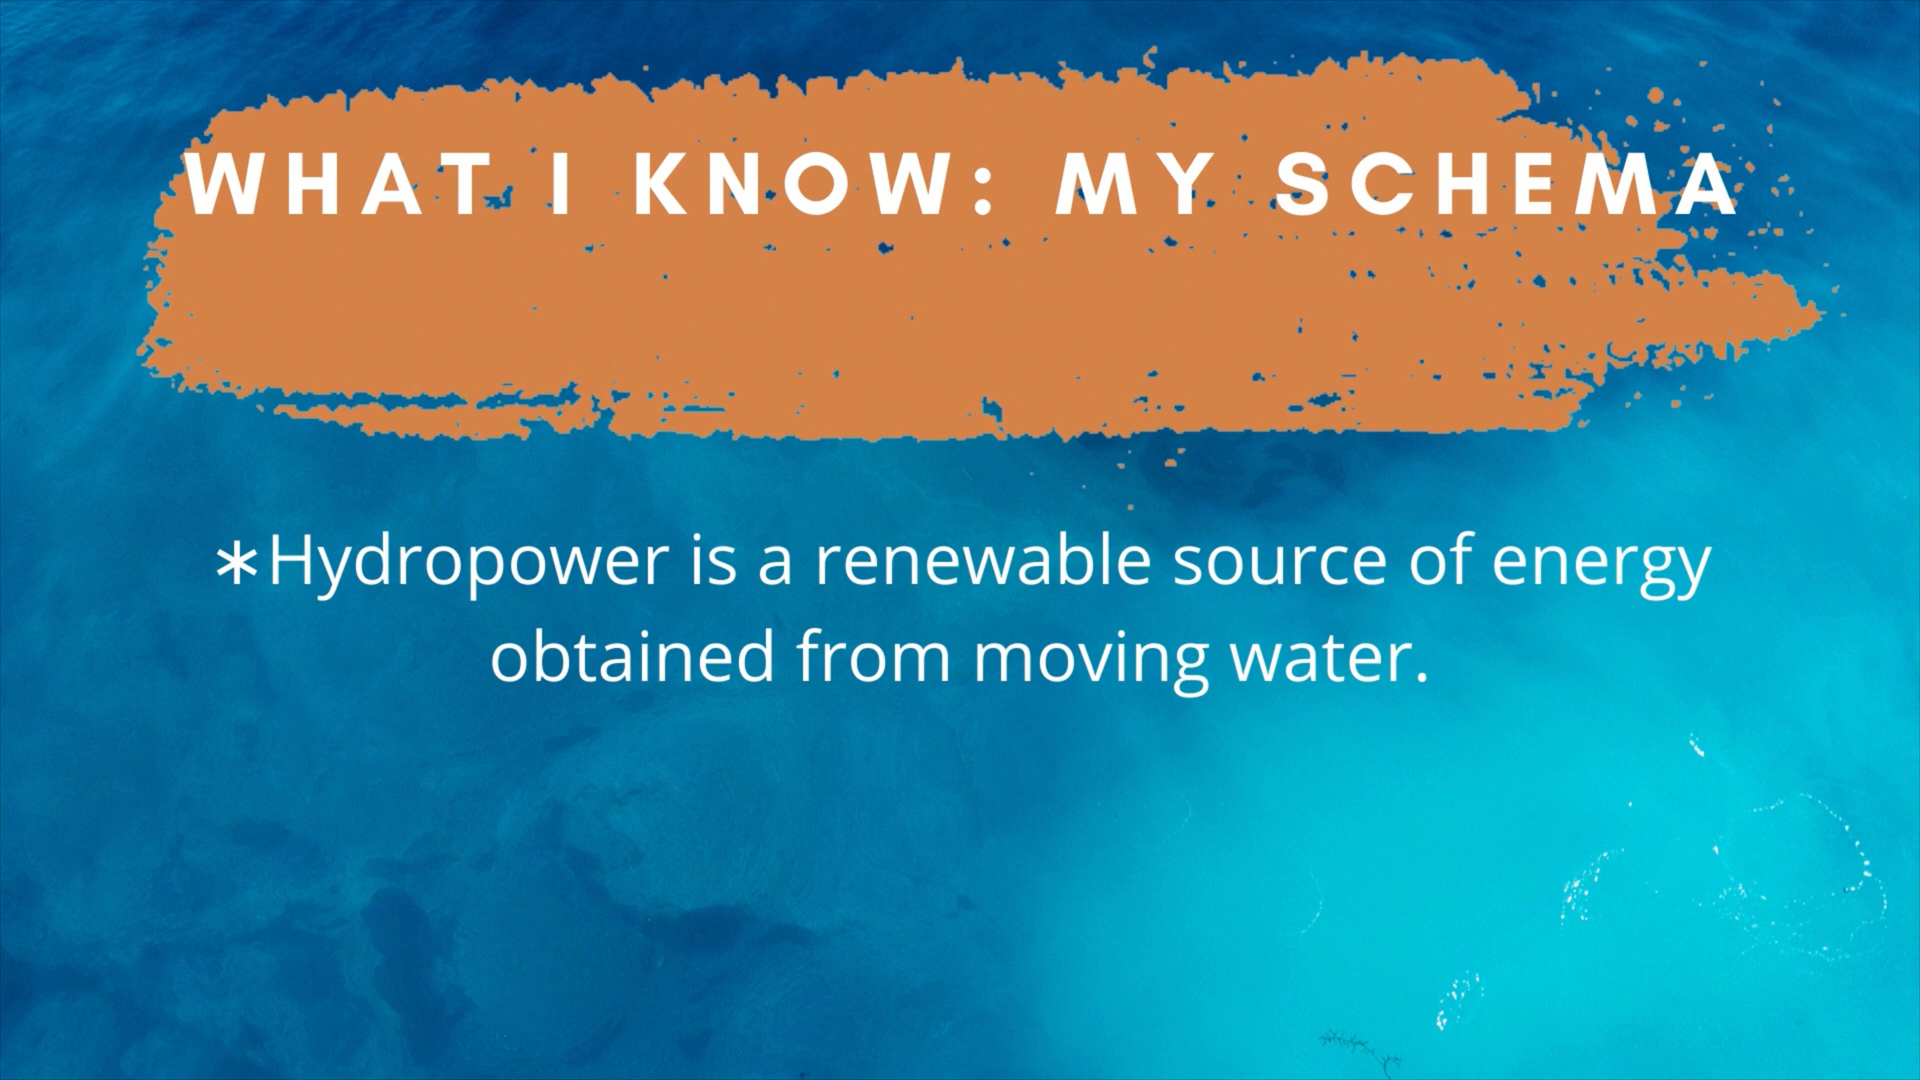 WHAT I KNOW: MY SCHEMA
*Hydropower is a renewable source of energy
obtained from moving water.